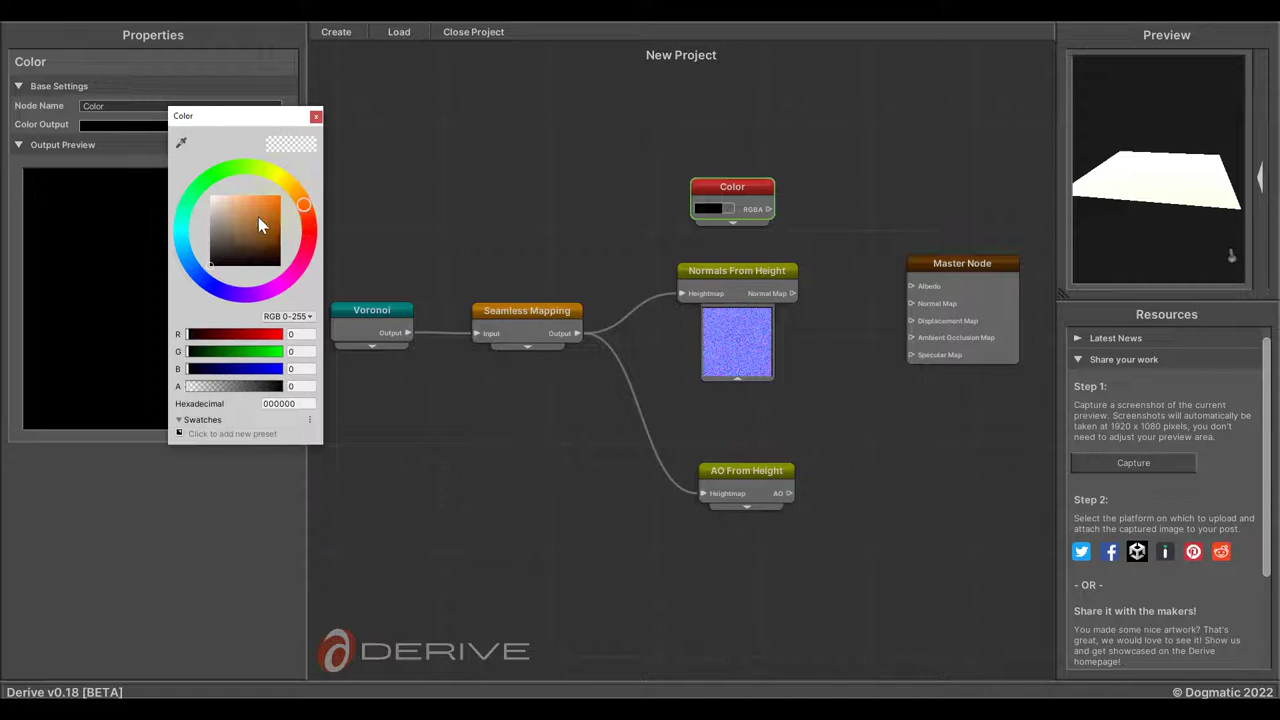 Properties
Create
Load
Close Project
Preview
New Project
Color
Base Settings
Node Name
Color
Color Output
Output Preview
Color
x
RGB 0-255
R
0
G
0
B
0
A
0
Hexadecimal
000000
Swatches
Click to add new preset
Color
RGBA
Normals From Height
Heightmap
Normal Map
Voronoi
Output
Seamless Mapping
Input
Output
AO From Height
Heightmap
AO
Master Node
Albedo
Normal Map
Displacement Map
Ambient Occlusion Map
Specular Map
Resources
Latest News
Share your work
Step 1:
Capture a screenshot of the current
preview. Screenshots will automatically be
taken at 1920 x 1080 pixels, you don't
need to adjust your preview area.
Capture
Step 2:
Select the platform on which to upload and
attach the captured image to your post.
- OR -
Share it with the makers!
You made some nice artwork? That's
great, we would love to see it! Show us
and get showcased on the Derive
homepage!
DERIVE
Derive v0.18 [BETA]
© Dogmatic 2022